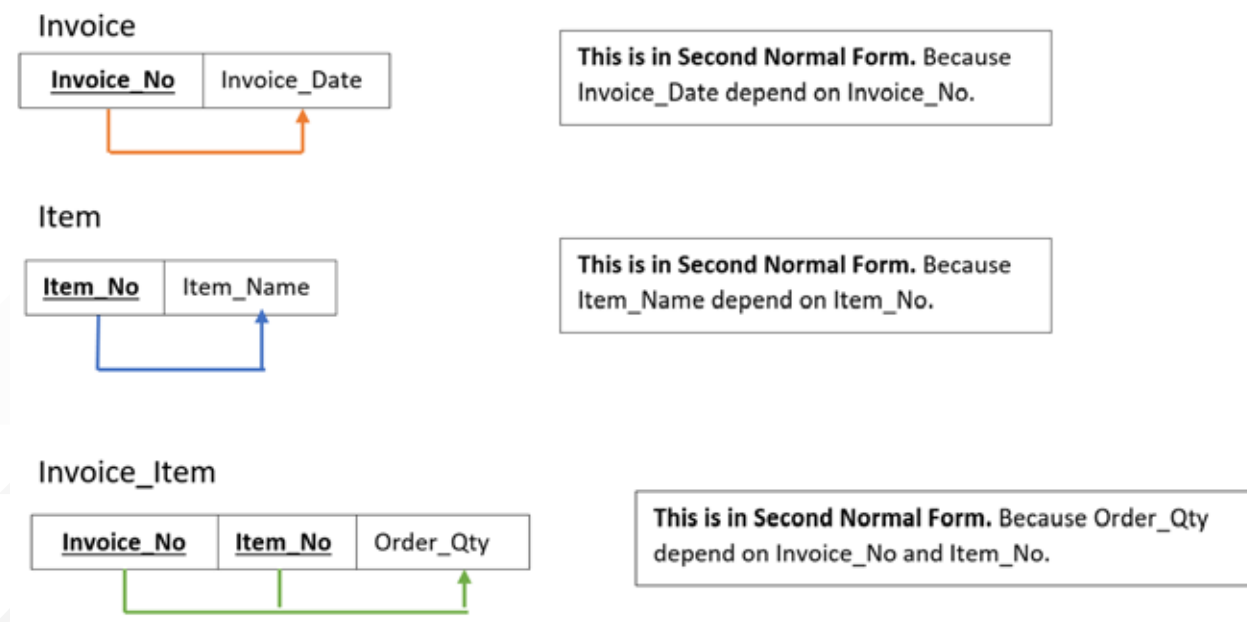 Invoice
Invoice_No Invoice_Date
This is in Second Normal Form. Because
Invoice_Date depend on Invoice_No.
Item
Item_No Item_Name
This is in Second Normal Form. Because
Item_Name depend on Item_No.
Invoice_Item
Invoice_No Item_No Order_Qty
This is in Second Normal Form. Because Order_Qty
depend on Invoice_No and Item_No.